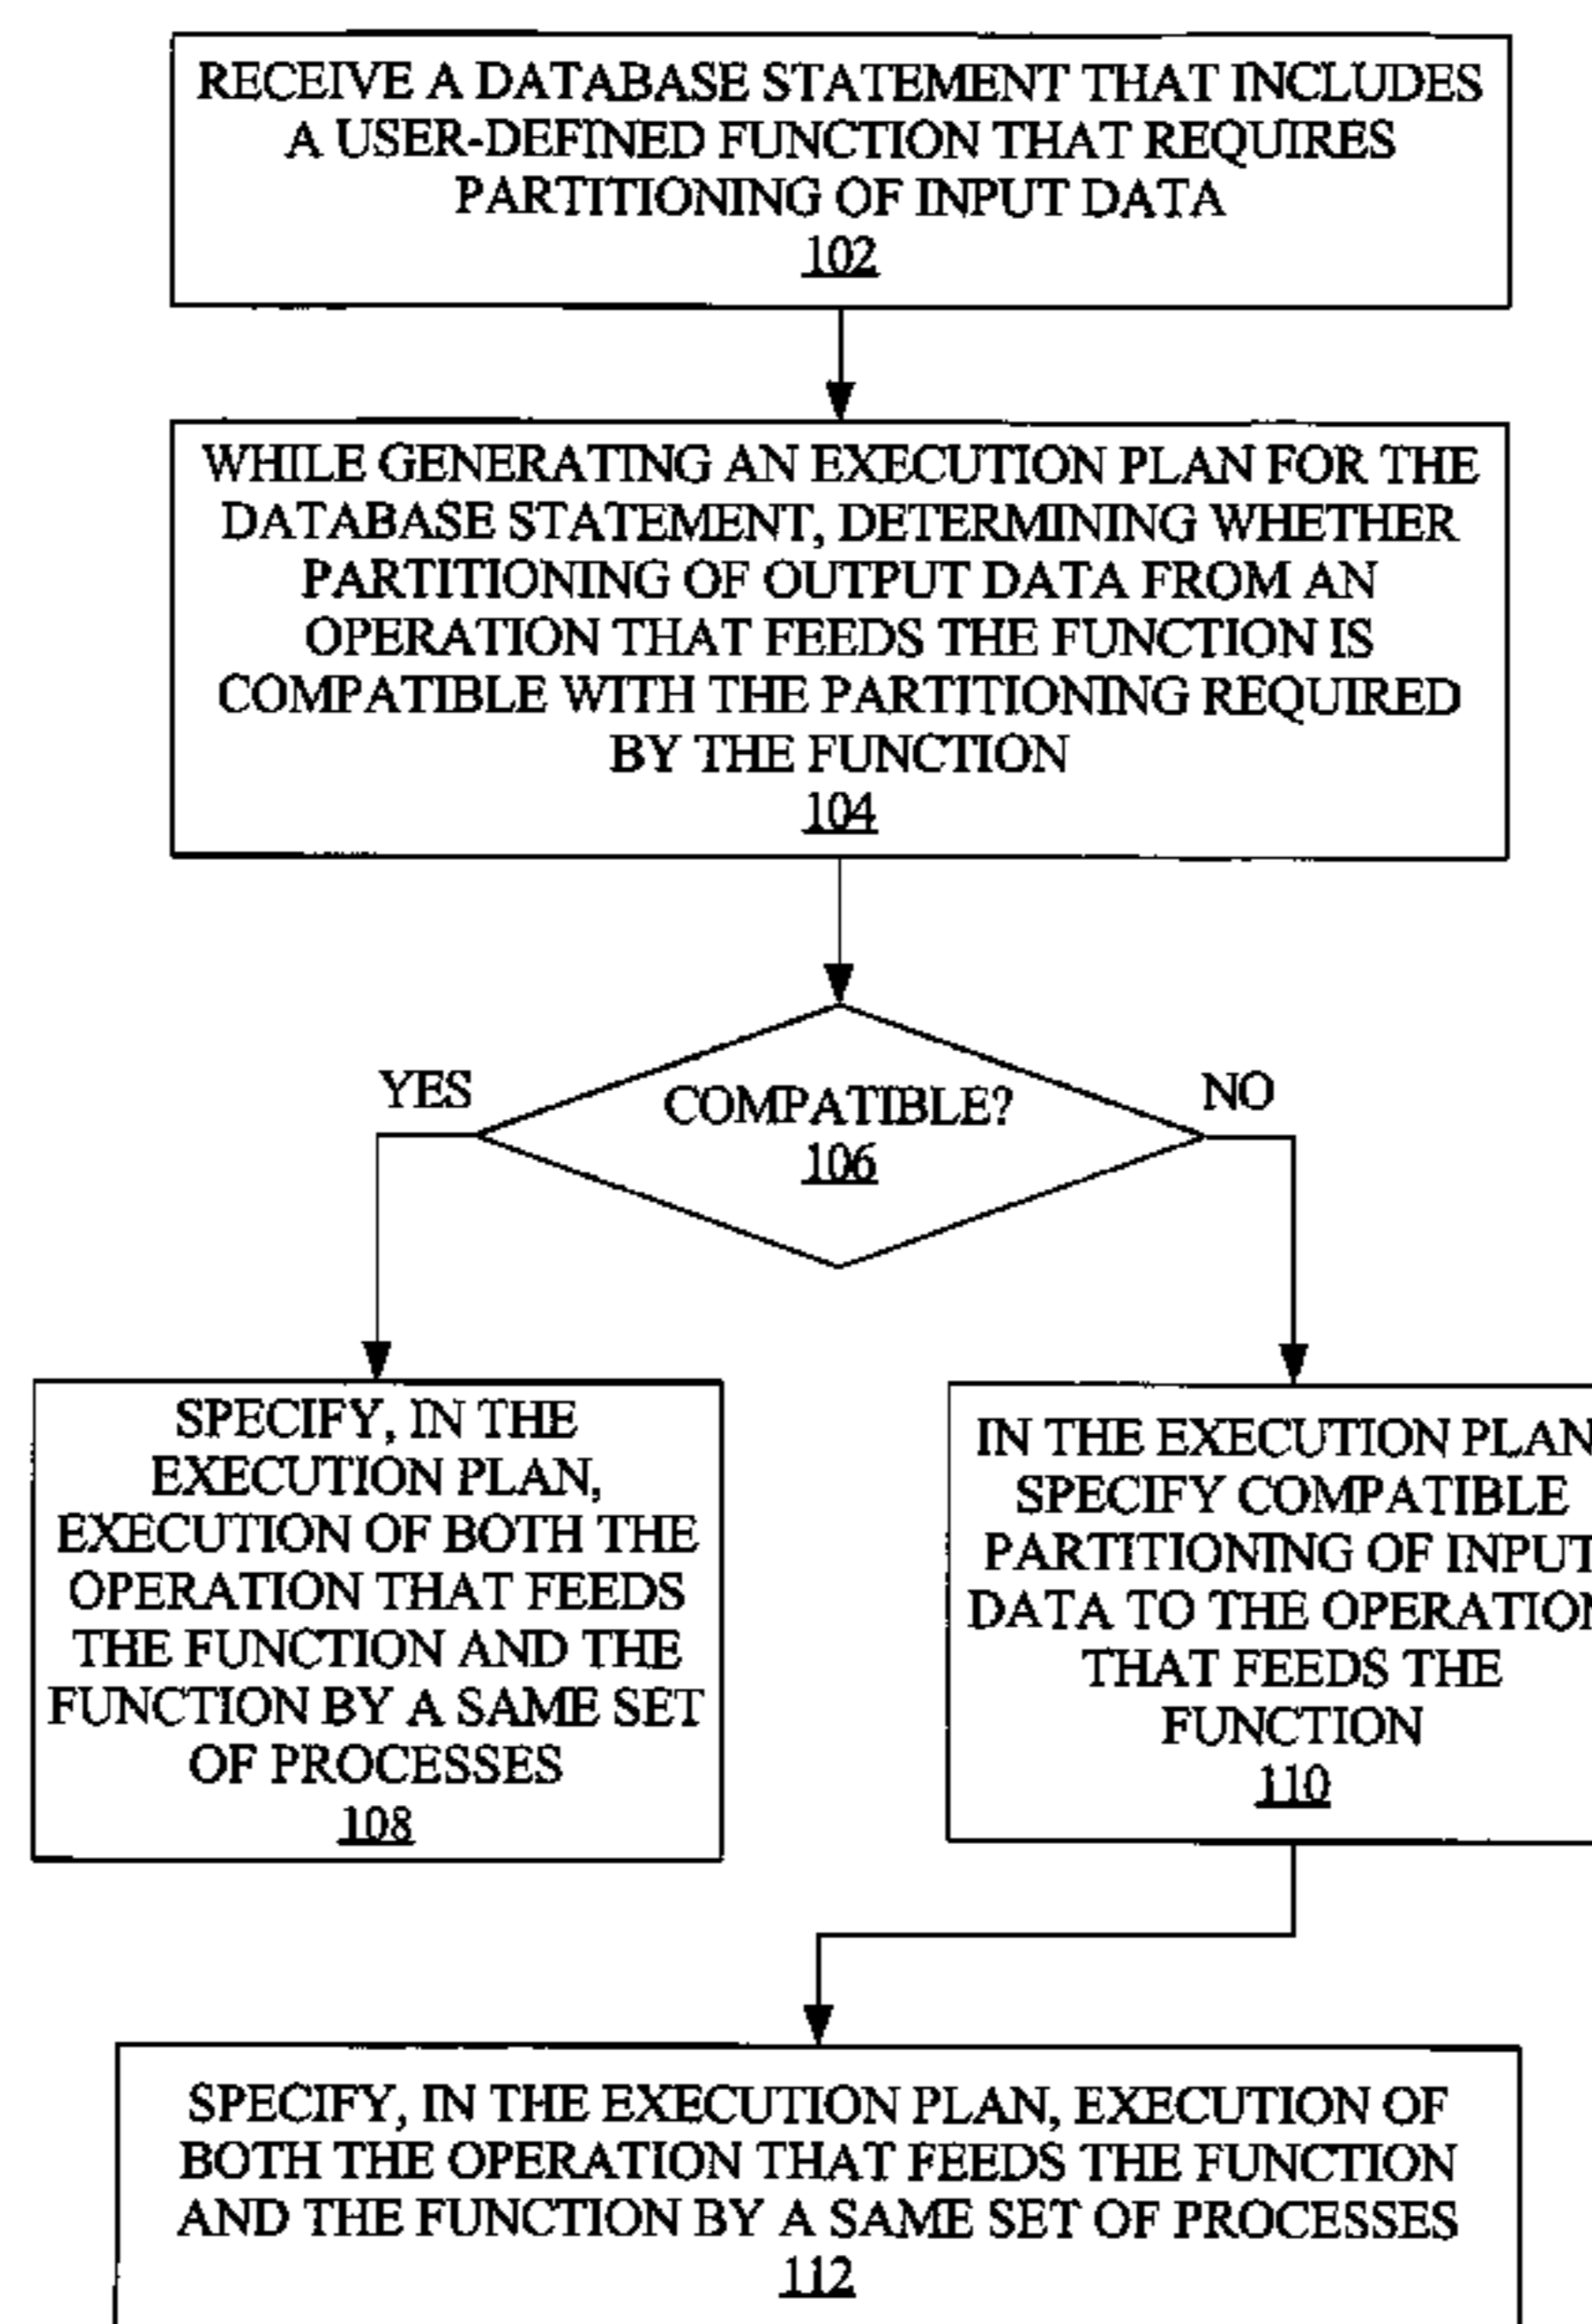 RECEIVE A DATABASE STATEMENT THAT INCLUDES
A USER-DEFINED FUNCTION THAT REQUIRES
PARTITIONING OF INPUT DATA
102
WHILE GENERATING AN EXECUTION PLAN FOR THE
DATABASE STATEMENT, DETERMINING WHETHER
PARTITIONING OF OUTPUT DATA FROM AN
OPERATION THAT FEEDS THE FUNCTION IS
COMPATIBLE WITH THE PARTITIONING REQUIRED
BY THE FUNCTION
104
YES
COMPATIBLE?
106
NO
SPECIFY, IN THE
EXECUTION PLAN,
EXECUTION OF BOTH THE
OPERATION THAT FEEDS
THE FUNCTION AND THE
FUNCTION BY A SAME SET
OF PROCESSES
108
IN THE EXECUTION PLAN
SPECIFY COMPATIBLE
PARTITIONING OF INPUT
DATA TO THE OPERATION
THAT FEEDS THE
FUNCTION
110
SPECIFY, IN THE EXECUTION PLAN, EXECUTION OF
BOTH THE OPERATION THAT FEEDS THE FUNCTION
AND THE FUNCTION BY A SAME SET OF PROCESSES
112